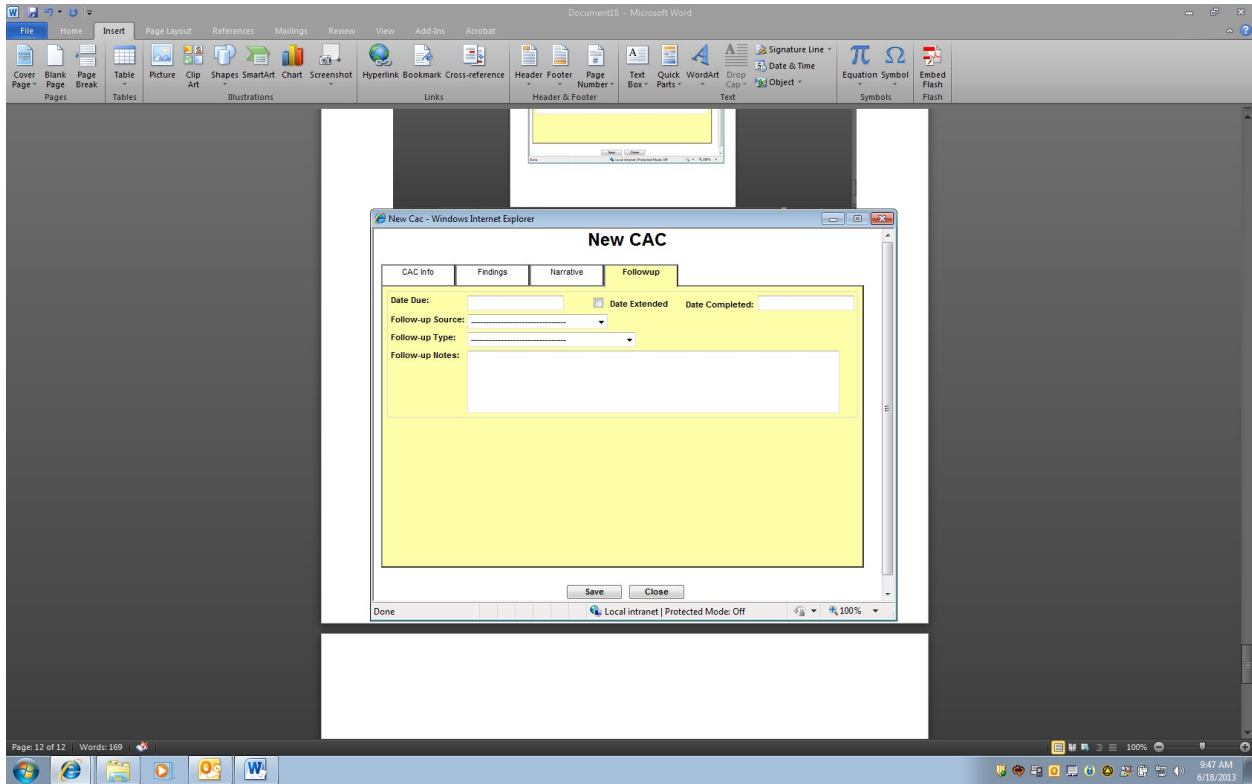 Document18 - Microsoft Word
File Home Insert Page Layout References Mailings Review View Add-Ins Acrobat
Cover Page Blank Page Page Break Table Picture Clip Art Shapes SmartArt Chart Screenshot Hyperlink Bookmark Cross-reference Header Footer Page Number Text Box Quick Parts WordArt Drop Cap Signature Line Date & Time Object Equation Symbol Embed Flash
Pages Tables Illustrations Links Header & Footer Text Symbols Flash
New Cac - Windows Internet Explorer
New CAC
CAC Info Findings Narrative Followup
Date Due: Date Extended Date Completed:
Follow-up Source: -------------------------------
Follow-up Type: -------------------------------
Follow-up Notes:
Save Close
Done Local intranet | Protected Mode: Off 100%
Page: 12 of 12 Words: 169 100%
9:47 AM
6/18/2013